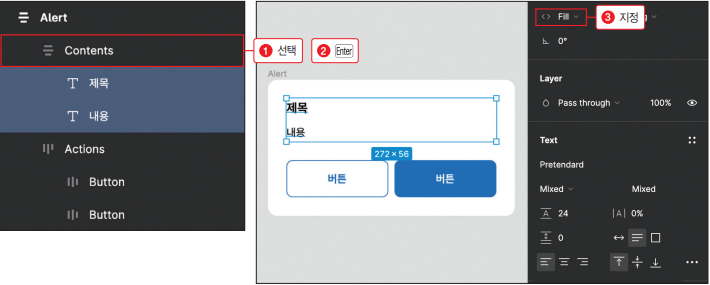 Alert
Contents
제목
내용
Actions
Button
Button
1 선택
2 Enter
Alert
제목
내용
272 × 56
버튼
버튼
Fill
3 지정
0°
Layer
Pass through
100%
Text
Pretendard
Mixed
Mixed
24
|A| 0%
0